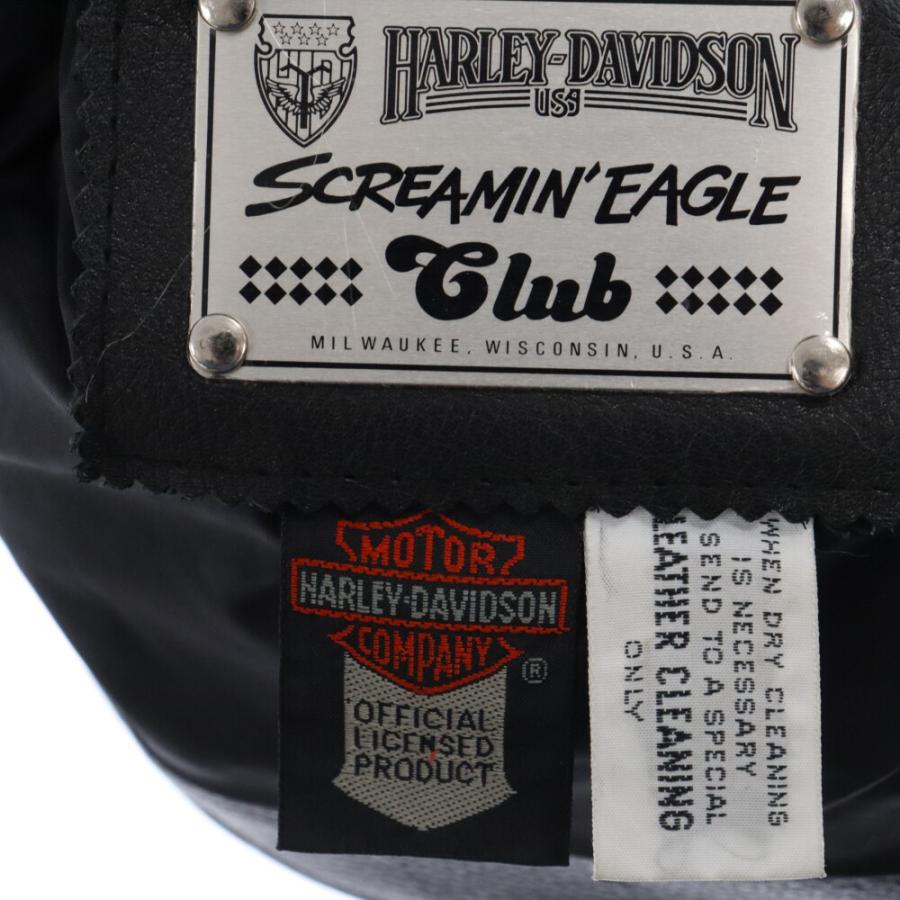 HARLEY-DAVIDSON
USA
SCREAMIN' EAGLE
Club
MILWAUKEE, WISCONSIN, U.S.A.
MOTOR
HARLEY-DAVIDSON
COMPANY
®
OFFICIAL
LICENSED
PRODUCT
WHEN DRY CLEANING
IS NECESSARY
SEND TO A SPECIAL
LEATHER CLEANING
ONLY